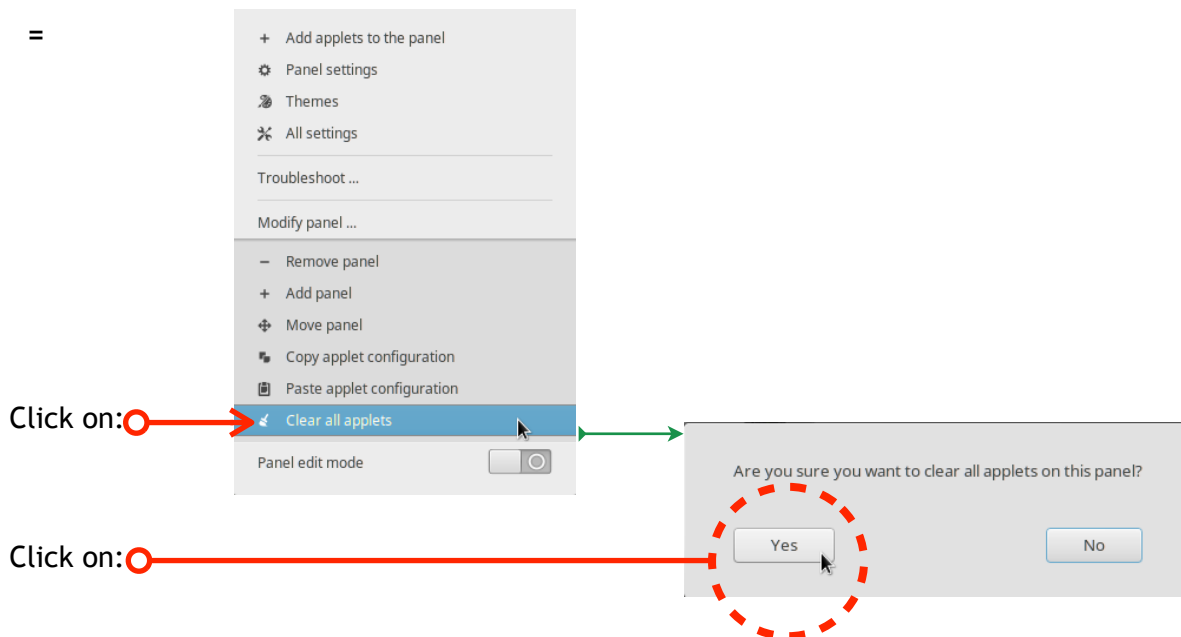 =
+ Add applets to the panel
Panel settings
Themes
All settings
Troubleshoot ...
Modify panel ...
− Remove panel
+ Add panel
Move panel
Copy applet configuration
Paste applet configuration
Click on:
Clear all applets
Panel edit mode
Are you sure you want to clear all applets on this panel?
Click on:
Yes No